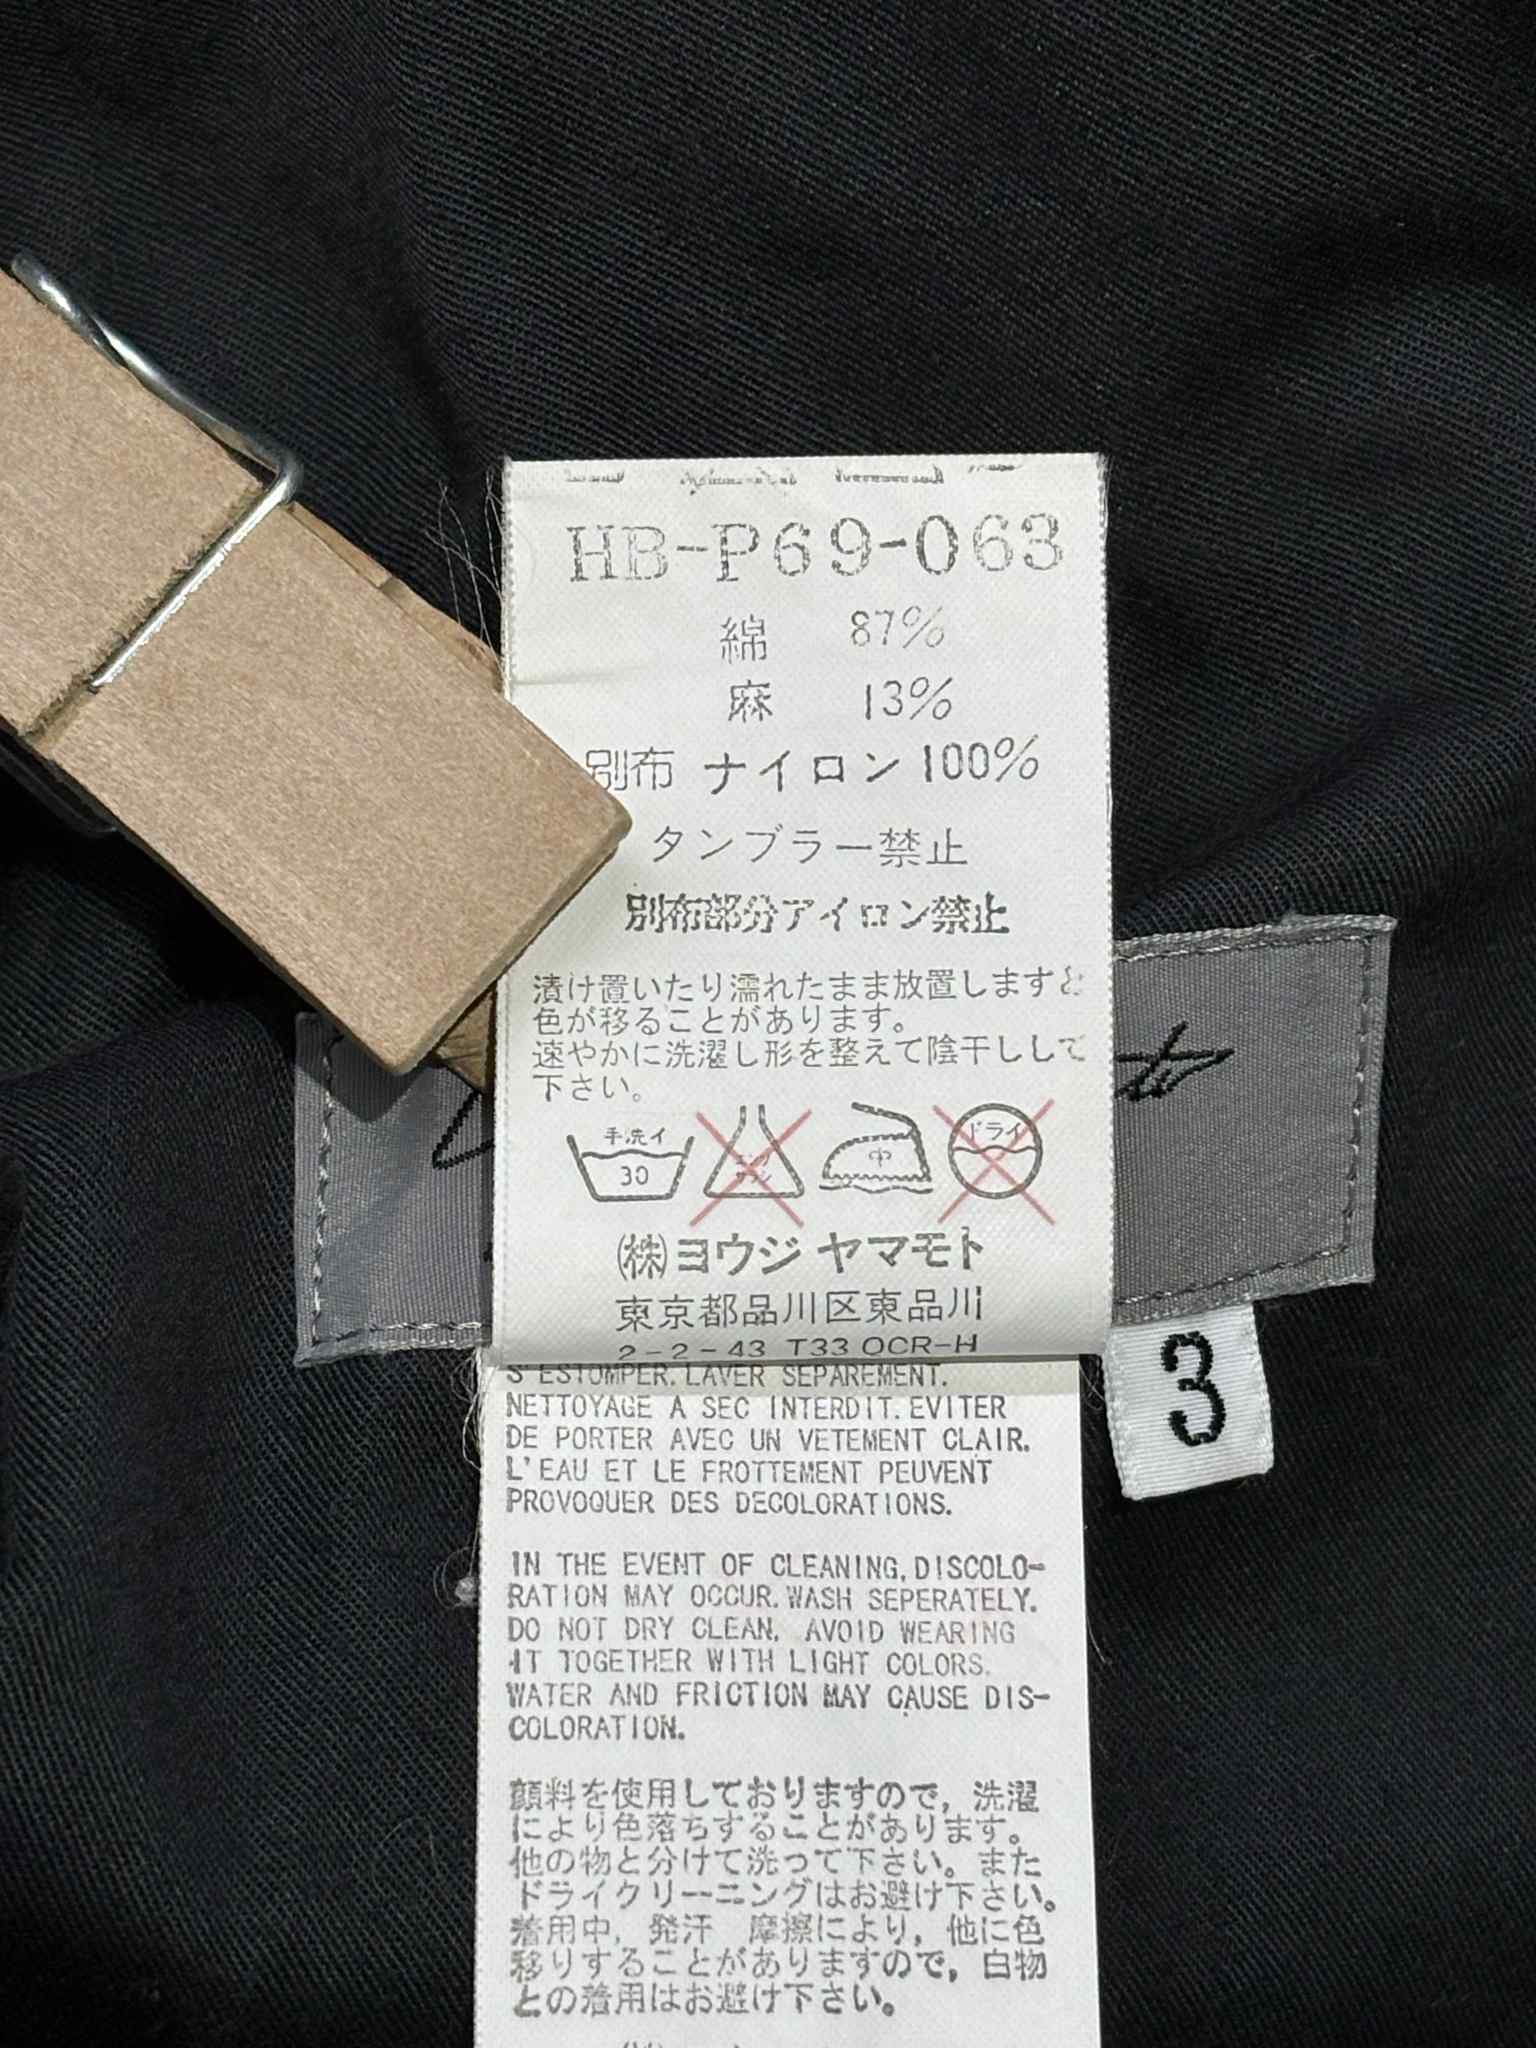 HB-P69-063
綿 87%
麻 13%
別布 ナイロン 100%
タンブラー禁止
別布部分アイロン禁止
漬け置いたり濡れたまま放置しますと
色が移ることがあります。
速やかに洗濯し形を整えて陰干しして
下さい。
手洗イ
30
中
ドライ
㈱ヨウジ ヤマモト
東京都品川区東品川
2-2-43 T33 OCR-H
3
S'ESTOMPER. LAVER SEPAREMENT.
NETTOYAGE A SEC INTERDIT. EVITER
DE PORTER AVEC UN VETEMENT CLAIR.
L'EAU ET LE FROTTEMENT PEUVENT
PROVOQUER DES DECOLORATIONS.
IN THE EVENT OF CLEANING, DISCOLO-
RATION MAY OCCUR. WASH SEPERATELY.
DO NOT DRY CLEAN. AVOID WEARING
IT TOGETHER WITH LIGHT COLORS.
WATER AND FRICTION MAY CAUSE DIS-
COLORATION.
顔料を使用しておりますので，洗濯
により色落ちすることがあります。
他の物と分けて洗って下さい。また
ドライクリーニングはお避け下さい。
着用中，発汗 摩擦により，他に色
移りすることがありますので，白物
との着用はお避け下さい。